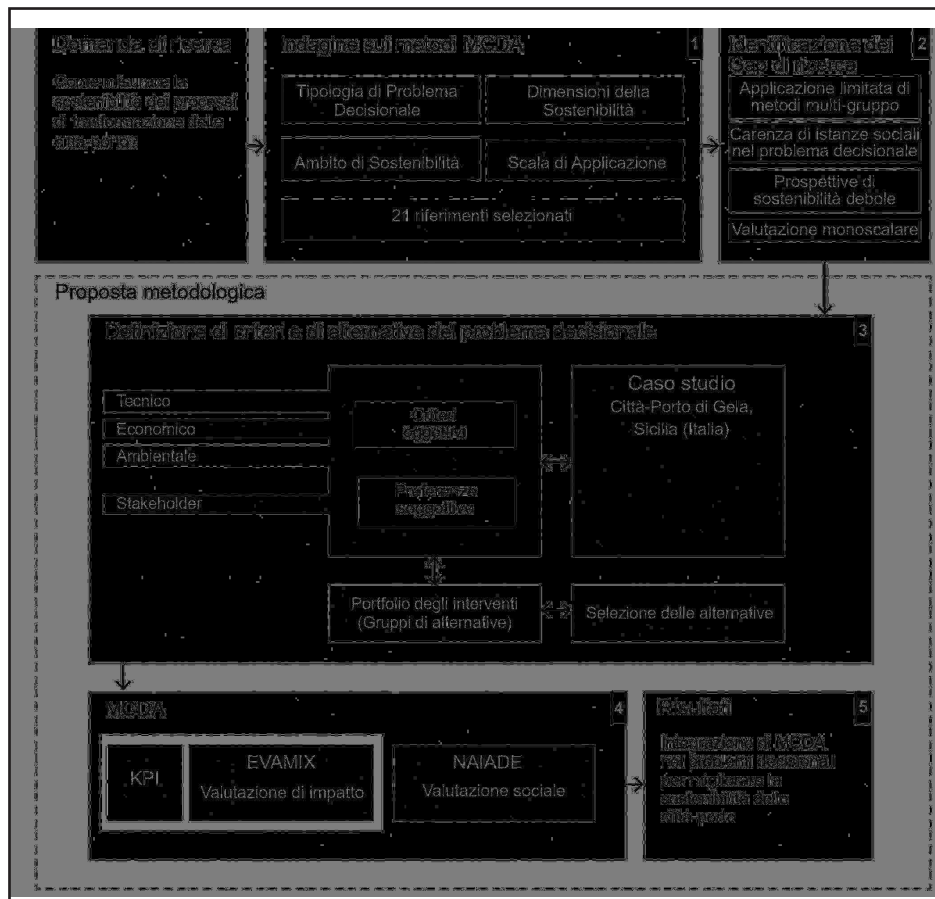 Domanda di ricerca
sostenibilità dei processi
di trasformazione delle
città-porto
Indagine sui metodi MCDA
1
Tipologia di Problema
Decisionale
Dimensioni della
Sostenibilità
Ambito di Sostenibilità
Scala di Applicazione
21 riferimenti selezionati
Identificazione dei
Gap di ricerca
2
Applicazione limitata di
metodi multi-gruppo
Carenza di istanze sociali
nel problema decisionale
Prospettive di
sostenibilità debole
Valutazione monoscalare
Proposta metodologica
Definizione di criteri e di alternative del problema decisionale
3
Tecnico
Economico
Ambientale
Stakeholder
Criteri
oggettivi
Preferenze
soggettive
Caso studio
Città-Porto di Gela,
Sicilia (Italia)
Portfolio degli interventi
(Gruppi di alternative)
Selezione delle alternative
MCDA
4
KPI
EVAMIX
Valutazione di impatto
NAIADE
Valutazione sociale
Risultati
5
Integrazione di MCDA
nei problemi decisionali
per migliorare la
sostenibilità delle
città-porto